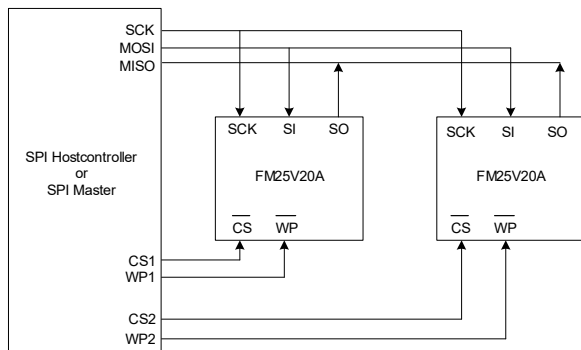 SCK
MOSI
MISO
SCK SI SO
SCK SI SO
SPI Hostcontroller
or
SPI Master
FM25V20A
FM25V20A
CS WP
CS WP
CS1
WP1
CS2
WP2